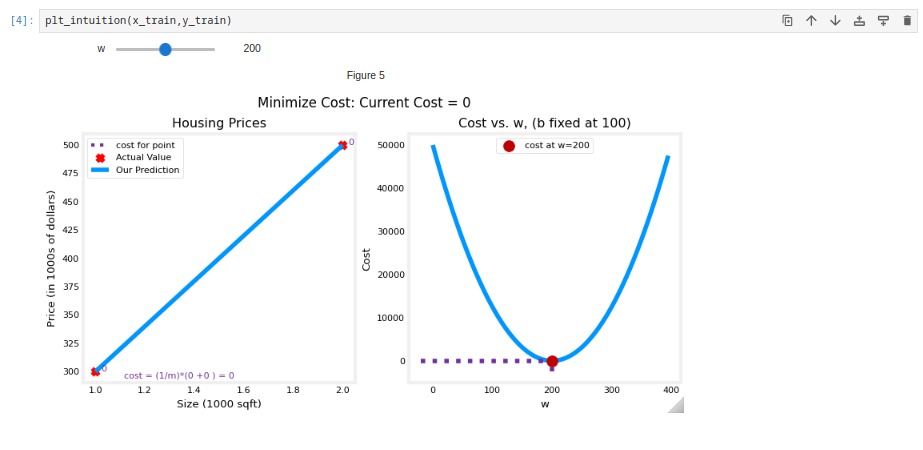 [4]: plt_intuition(x_train,y_train)
w 200
Figure 5
Minimize Cost: Current Cost = 0
Housing Prices
cost for point
Actual Value
Our Prediction
0
0
cost = (1/m)*(0 +0 ) = 0
500
475
450
425
400
375
350
325
300
Price (in 1000s of dollars)
1.0 1.2 1.4 1.6 1.8 2.0
Size (1000 sqft)
Cost vs. w, (b fixed at 100)
cost at w=200
50000
40000
30000
20000
10000
0
Cost
0 100 200 300 400
w